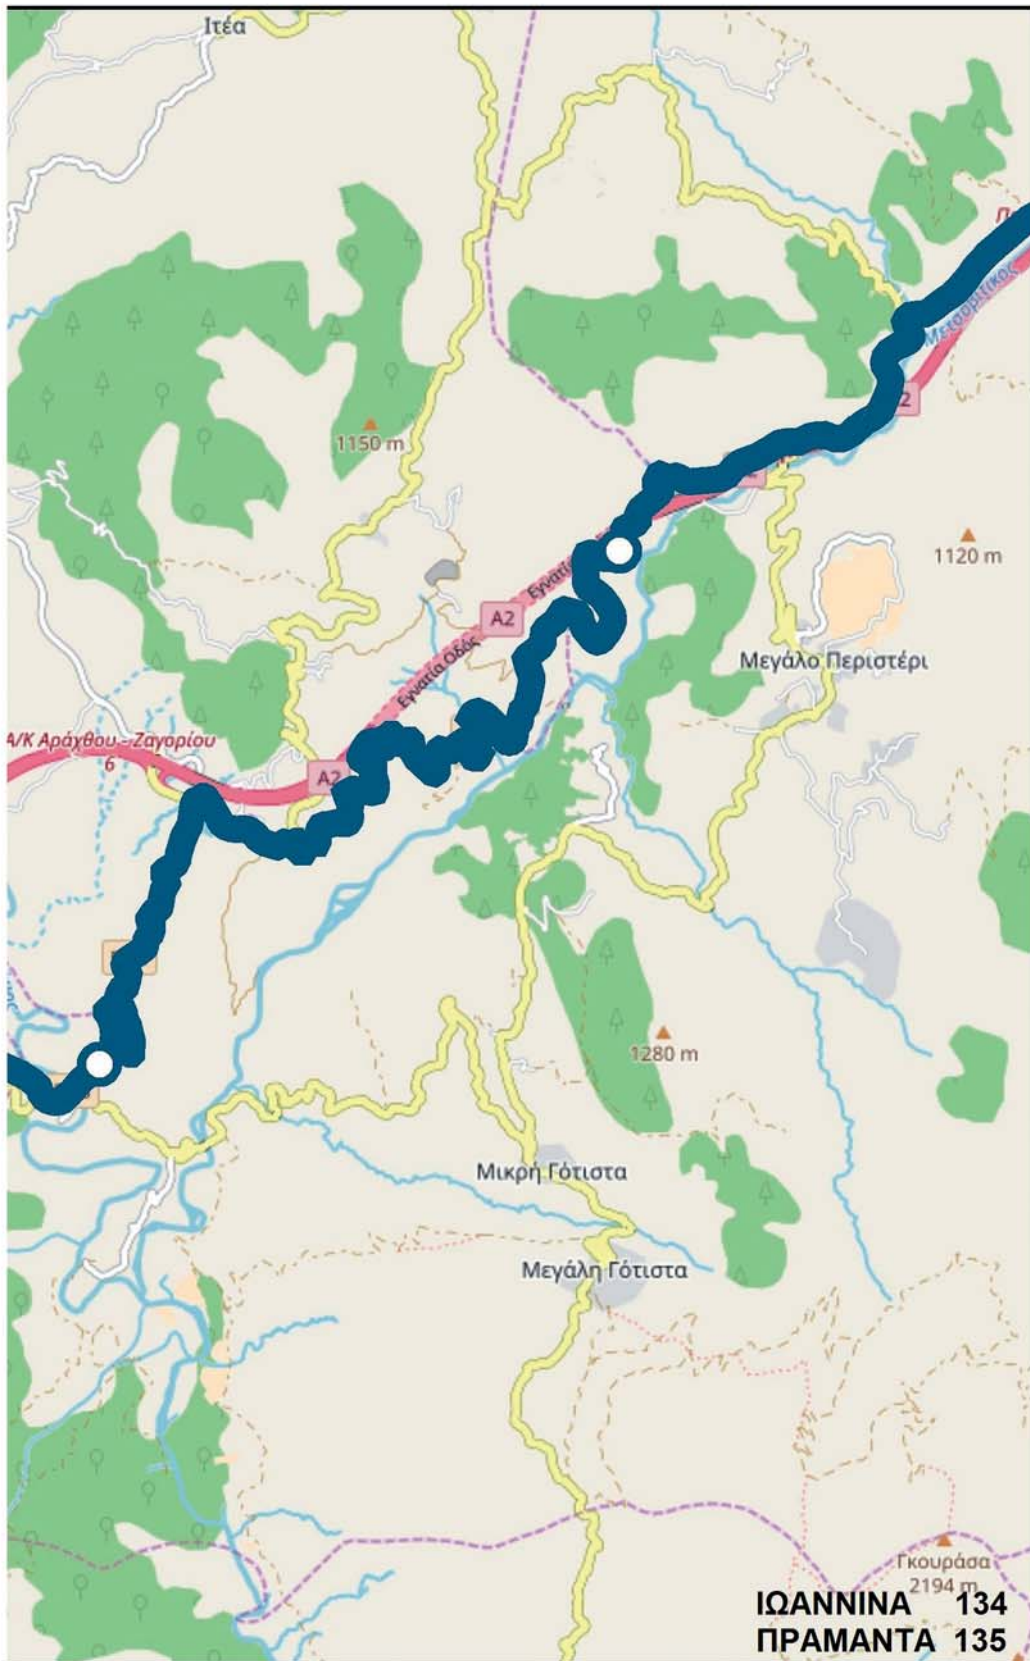 Ιτέα
Μετσοβίτικος
1150 m
1120 m
A2
Εγνατία Οδός
Μεγάλο Περιστέρι
Α/Κ Αράχθου - Ζαγορίου
6
A2
1280 m
Μικρή Γότιστα
Μεγάλη Γότιστα
Γκουράσα
2194 m
ΙΩΑΝΝΙΝΑ 134
ΠΡΑΜΑΝΤΑ 135